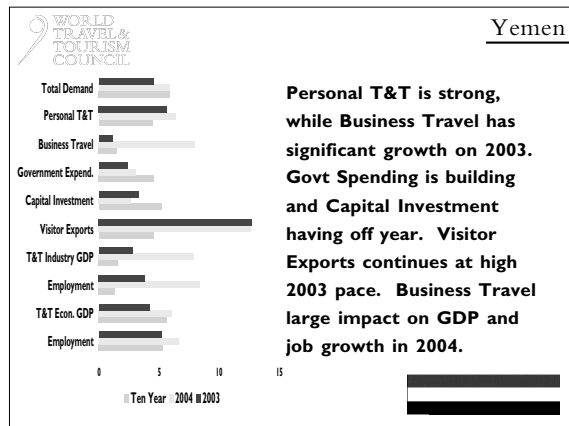 WORLD
TRAVEL&
TOURISM
COUNCIL
Yemen
Total Demand
Personal T&T
Business Travel
Government Expend.
Capital Investment
Visitor Exports
T&T Industry GDP
Employment
T&T Econ. GDP
Employment
0 5 10 15
Ten Year 2004 2003
Personal T&T is strong,
while Business Travel has
significant growth on 2003.
Govt Spending is building
and Capital Investment
having off year. Visitor
Exports continues at high
2003 pace. Business Travel
large impact on GDP and
job growth in 2004.